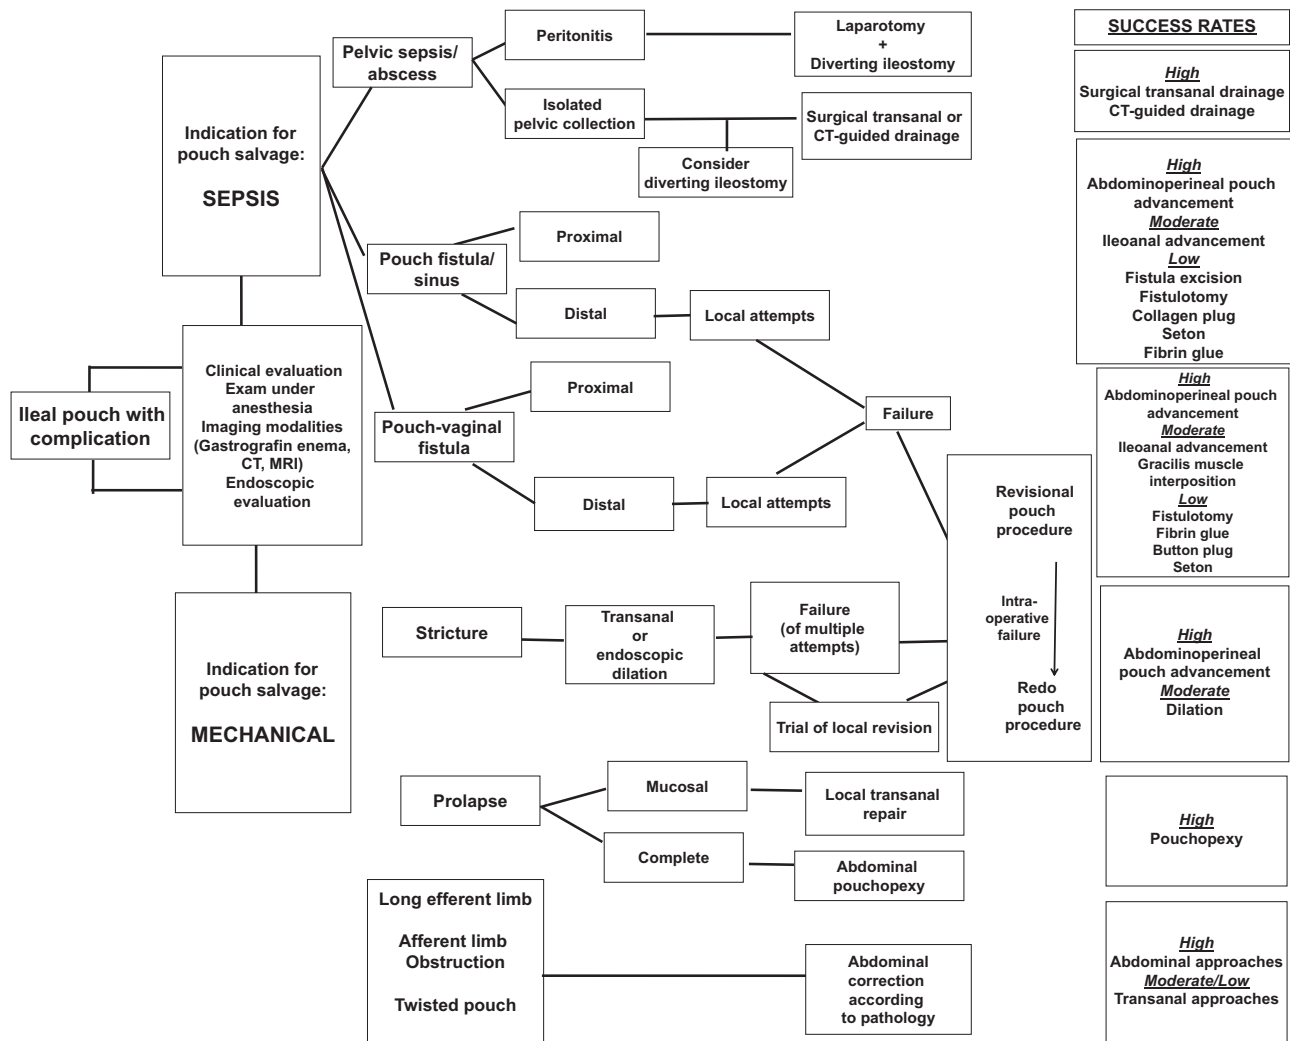 SUCCESS RATES
Pelvic sepsis/
abscess
Peritonitis
Laparotomy
+
Diverting ileostomy
High
Surgical transanal drainage
CT-guided drainage
Indication for
pouch salvage:
SEPSIS
Isolated
pelvic collection
Surgical transanal or
CT-guided drainage
Consider
diverting ileostomy
High
Abdominoperineal pouch
advancement
Moderate
Ileoanal advancement
Low
Fistula excision
Fistulotomy
Collagen plug
Seton
Fibrin glue
Pouch fistula/
sinus
Proximal
Distal
Local attempts
Ileal pouch with
complication
Clinical evaluation
Exam under
anesthesia
Imaging modalities
(Gastrografin enema,
CT, MRI)
Endoscopic
evaluation
Pouch-vaginal
fistula
Proximal
Distal
Local attempts
Failure
High
Abdominoperineal pouch
advancement
Moderate
Ileoanal advancement
Gracilis muscle
interposition
Low
Fistulotomy
Fibrin glue
Button plug
Seton
Revisional
pouch
procedure
Intra-
operative
failure
Redo
pouch
procedure
Indication for
pouch salvage:
MECHANICAL
Stricture
Transanal
or
endoscopic
dilation
Failure
(of multiple
attempts)
Trial of local revision
High
Abdominoperineal
pouch advancement
Moderate
Dilation
Prolapse
Mucosal
Local transanal
repair
Complete
Abdominal
pouchopexy
High
Pouchopexy
Long efferent limb
Afferent limb
Obstruction
Twisted pouch
Abdominal
correction
according
to pathology
High
Abdominal approaches
Moderate/Low
Transanal approaches